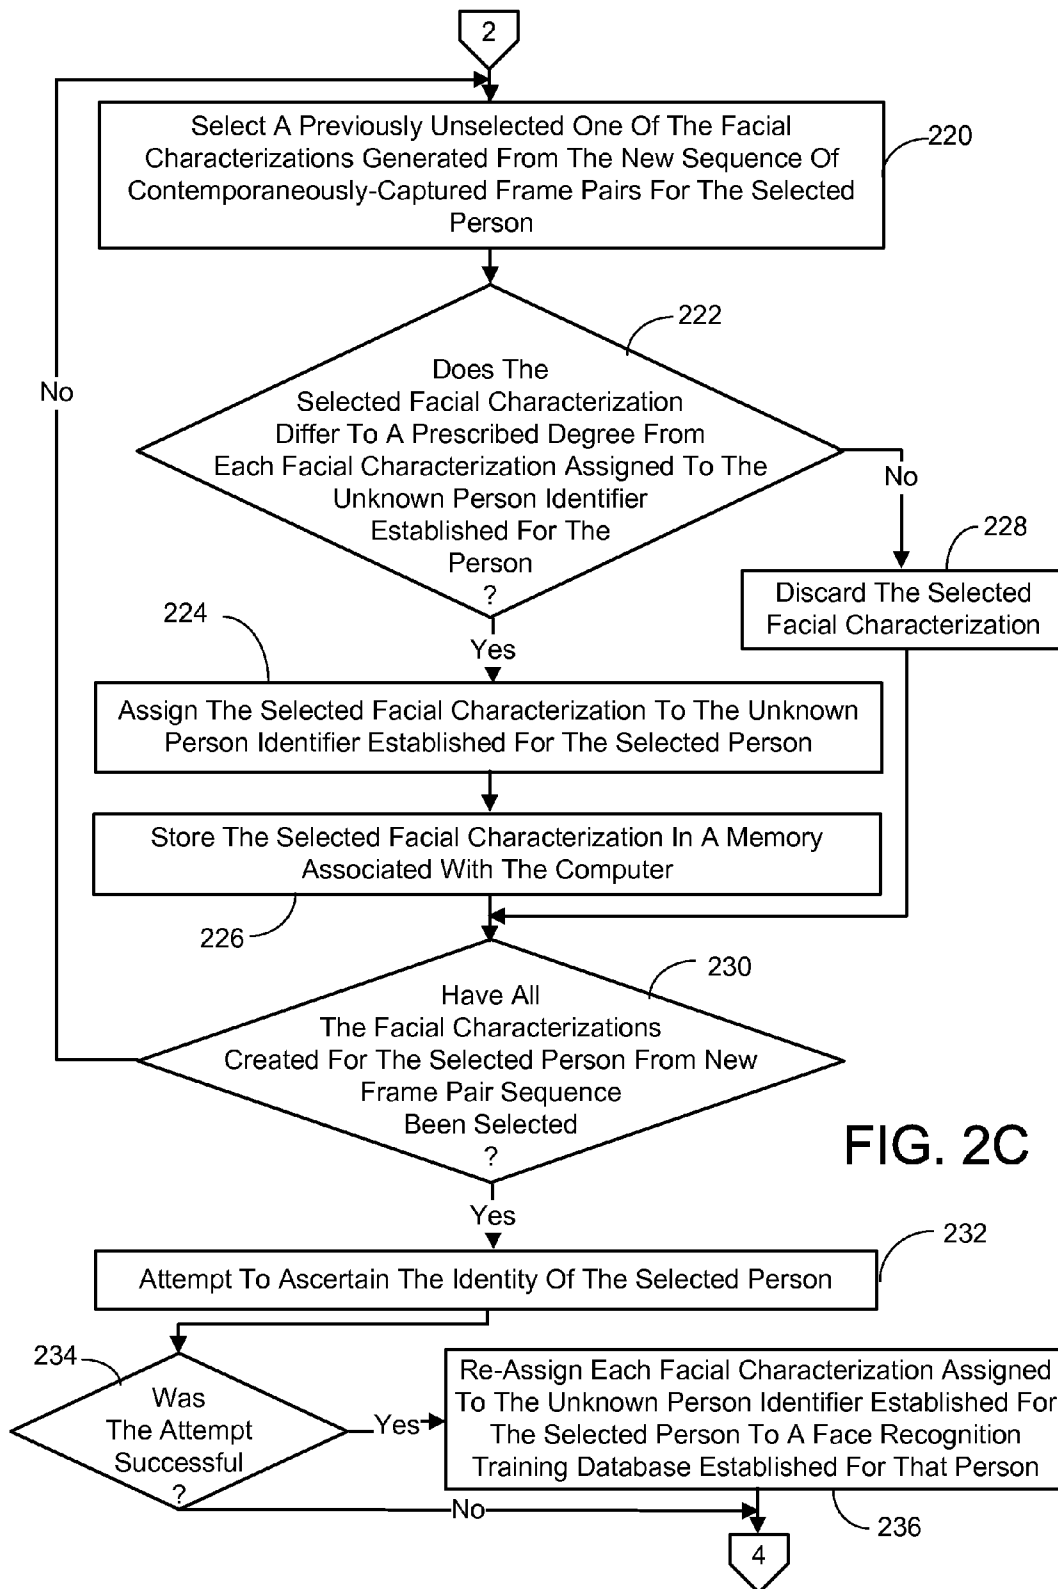 2
Select A Previously Unselected One Of The Facial
Characterizations Generated From The New Sequence Of
Contemporaneously-Captured Frame Pairs For The Selected
Person
220
222
Does The
Selected Facial Characterization
Differ To A Prescribed Degree From
Each Facial Characterization Assigned To The
Unknown Person Identifier
Established For The
Person
?
No
No
228
Discard The Selected
Facial Characterization
224
Yes
Assign The Selected Facial Characterization To The Unknown
Person Identifier Established For The Selected Person
Store The Selected Facial Characterization In A Memory
Associated With The Computer
226
230
Have All
The Facial Characterizations
Created For The Selected Person From New
Frame Pair Sequence
Been Selected
?
FIG. 2C
Yes
232
Attempt To Ascertain The Identity Of The Selected Person
234
Was
The Attempt
Successful
?
Yes
Re-Assign Each Facial Characterization Assigned
To The Unknown Person Identifier Established For
The Selected Person To A Face Recognition
Training Database Established For That Person
No
236
4